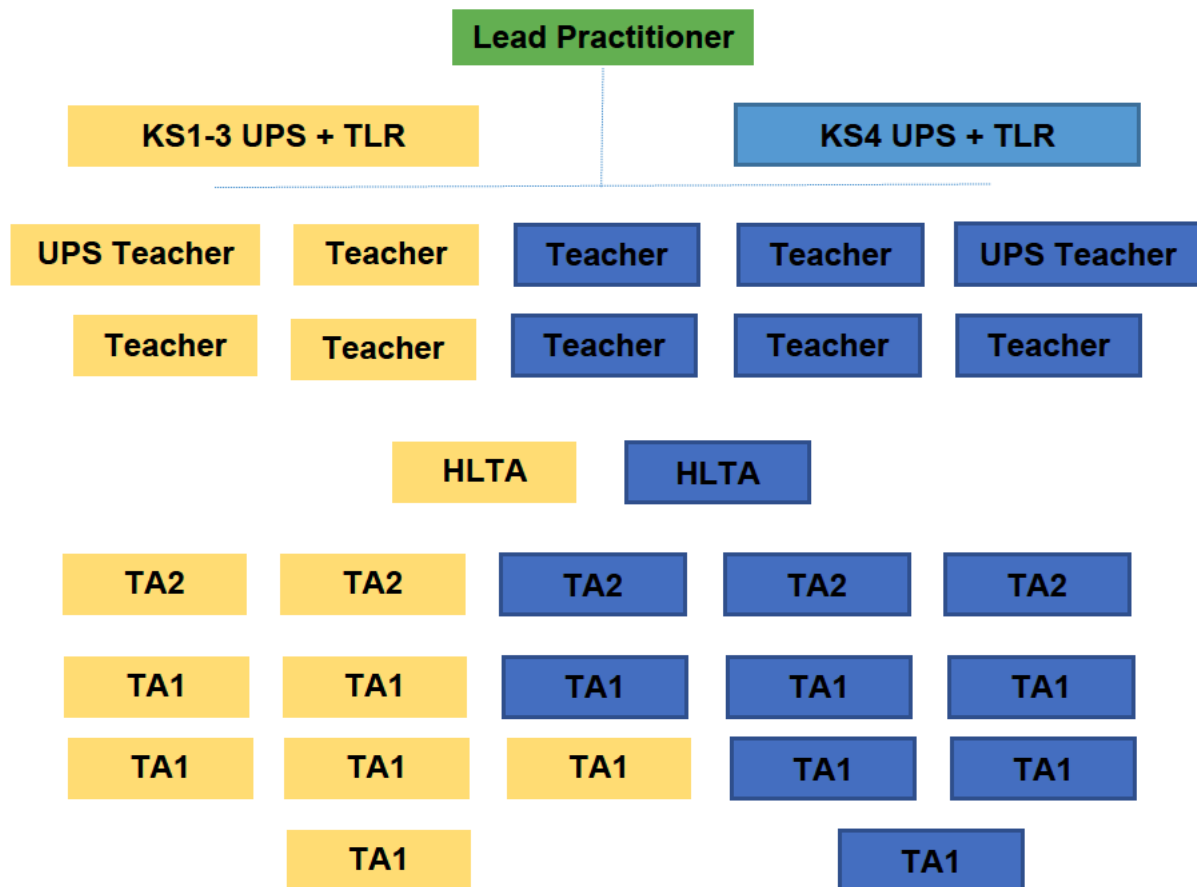 Lead Practitioner
KS1-3 UPS + TLR
KS4 UPS + TLR
UPS Teacher
Teacher
Teacher
Teacher
UPS Teacher
Teacher
Teacher
Teacher
Teacher
Teacher
HLTA
HLTA
TA2
TA2
TA2
TA2
TA2
TA1
TA1
TA1
TA1
TA1
TA1
TA1
TA1
TA1
TA1
TA1
TA1